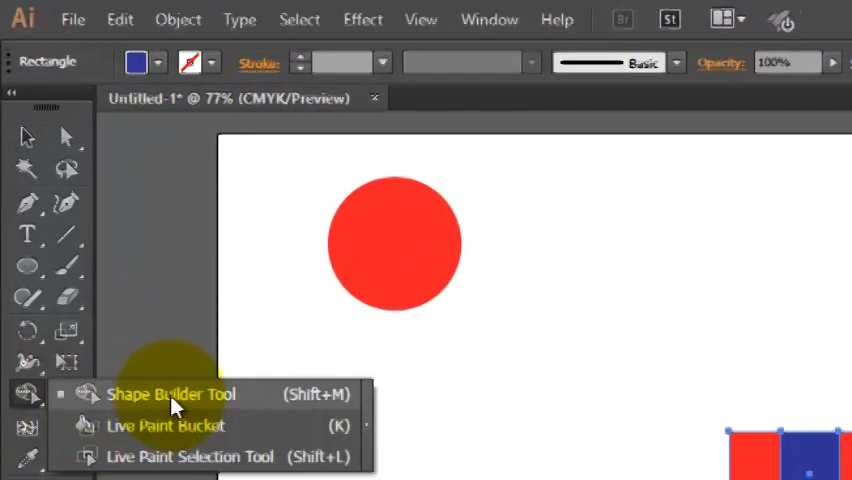 Ai File Edit Object Type Select Effect View Window Help Br St
Rectangle Stroke: Basic Opacity: 100%
Untitled-1* @ 77% (CMYK/Preview) ×
T
Shape Builder Tool (Shift+M)
Live Paint Bucket (K)
Live Paint Selection Tool (Shift+L)